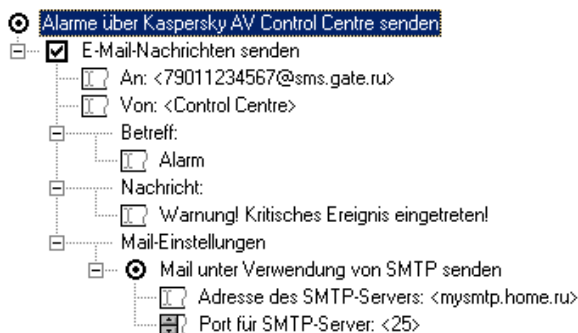 Alarme über Kaspersky AV Control Centre senden
E-Mail-Nachrichten senden
An: <79011234567@sms.gate.ru>
Von: <Control Centre>
Betreff:
Alarm
Nachricht:
Warnung! Kritisches Ereignis eingetreten!
Mail-Einstellungen
Mail unter Verwendung von SMTP senden
Adresse des SMTP-Servers: <mysmtp.home.ru>
Port für SMTP-Server: <25>